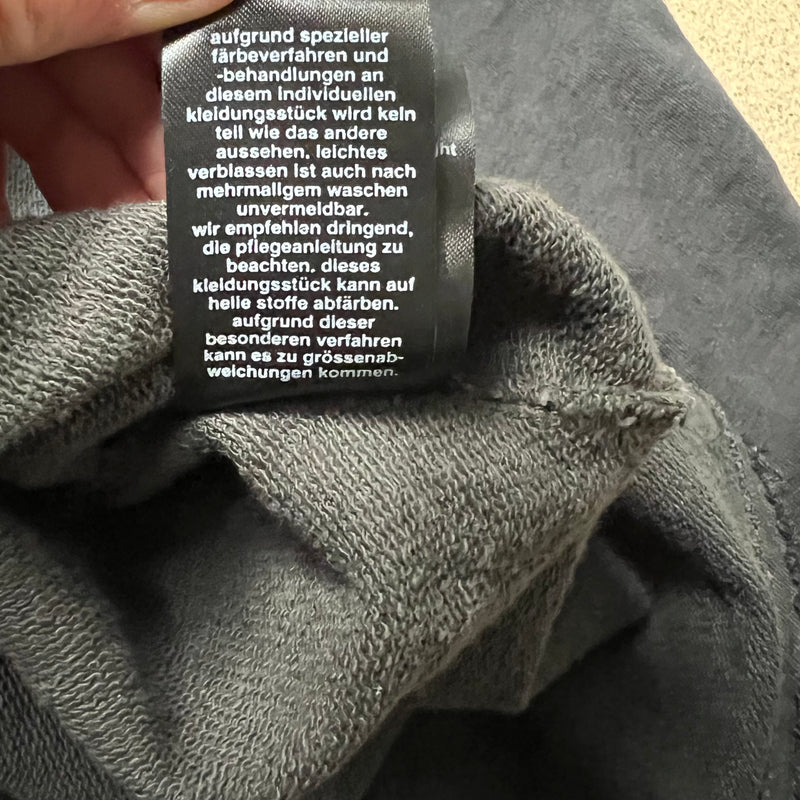 aufgrund spezieller
färbeverfahren und
-behandlungen an
diesem individuellen
kleidungsstück wird kein
teil wie das andere
aussehen. leichtes
verblassen ist auch nach
mehrmaligem waschen
unvermeidbar.
wir empfehlen dringend,
die pflegeanleitung zu
beachten. dieses
kleidungsstück kann auf
helle stoffe abfärben.
aufgrund dieser
besonderen verfahren
kann es zu grössenab-
weichungen kommen.